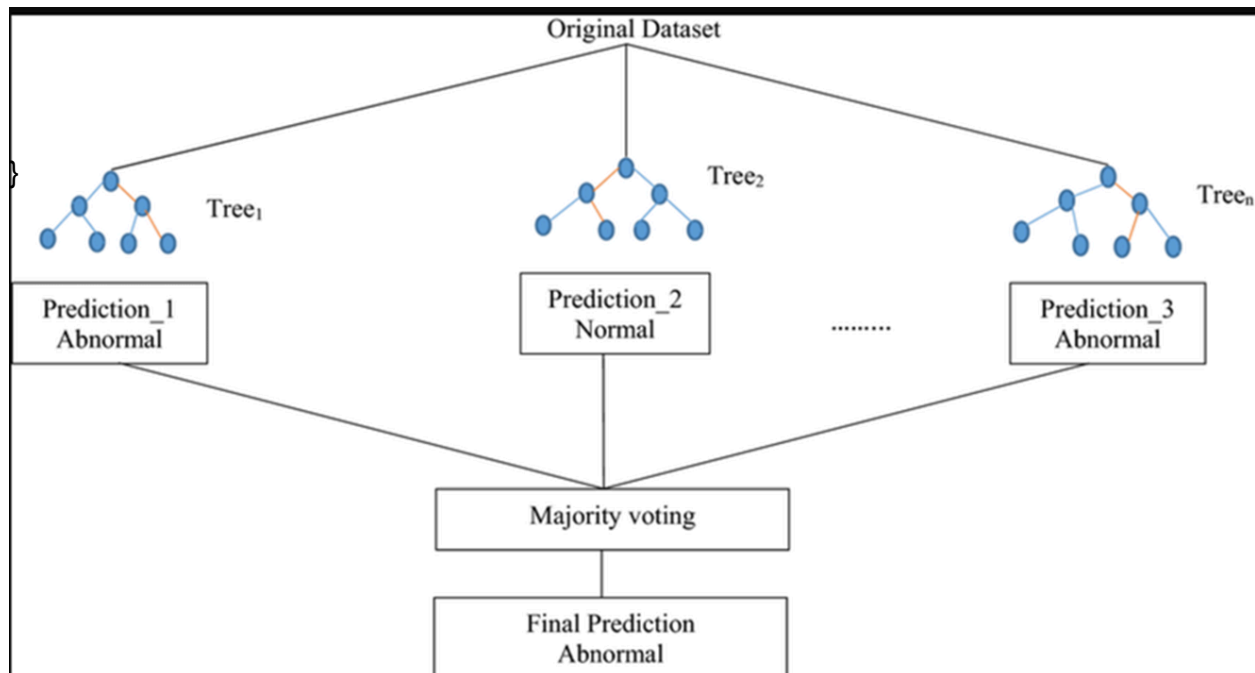 Original Dataset
}
Tree₁
Tree₂
Treeₙ
Prediction_1
Abnormal
Prediction_2
Normal
.........
Prediction_3
Abnormal
Majority voting
Final Prediction
Abnormal